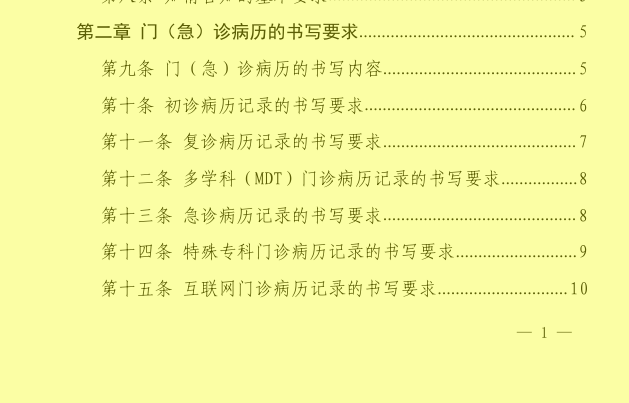 第二章 门（急）诊病历的书写要求................................................ 5
第九条 门（急）诊病历的书写内容...........................................5
第十条 初诊病历记录的书写要求............................................... 6
第十一条 复诊病历记录的书写要求...........................................7
第十二条 多学科（MDT）门诊病历记录的书写要求.................8
第十三条 急诊病历记录的书写要求...........................................8
第十四条 特殊专科门诊病历记录的书写要求...........................9
第十五条 互联网门诊病历记录的书写要求.............................10
— 1 —